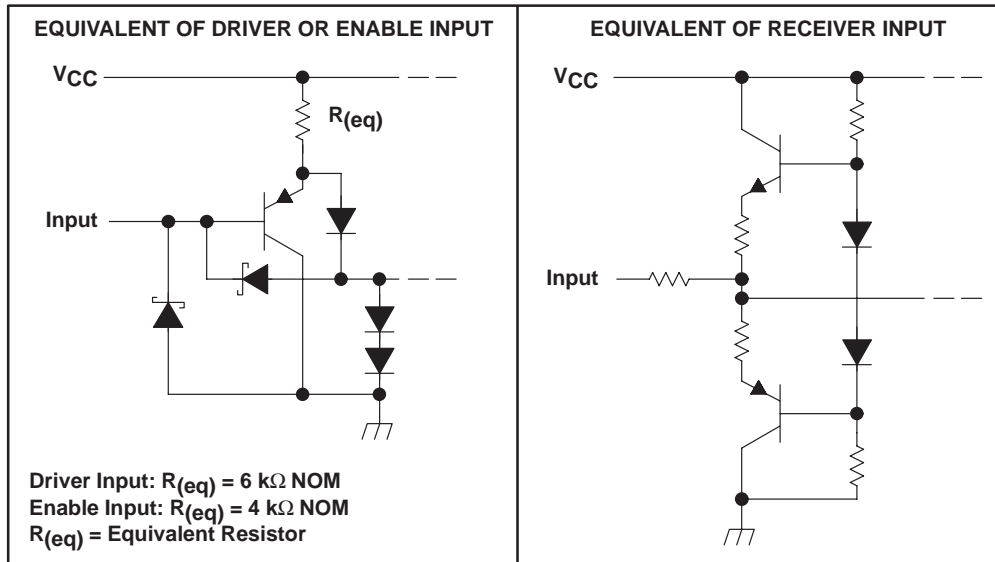 EQUIVALENT OF DRIVER OR ENABLE INPUT
VCC
R(eq)
Input
Driver Input: R(eq) = 6 kΩ NOM
Enable Input: R(eq) = 4 kΩ NOM
R(eq) = Equivalent Resistor
EQUIVALENT OF RECEIVER INPUT
VCC
Input